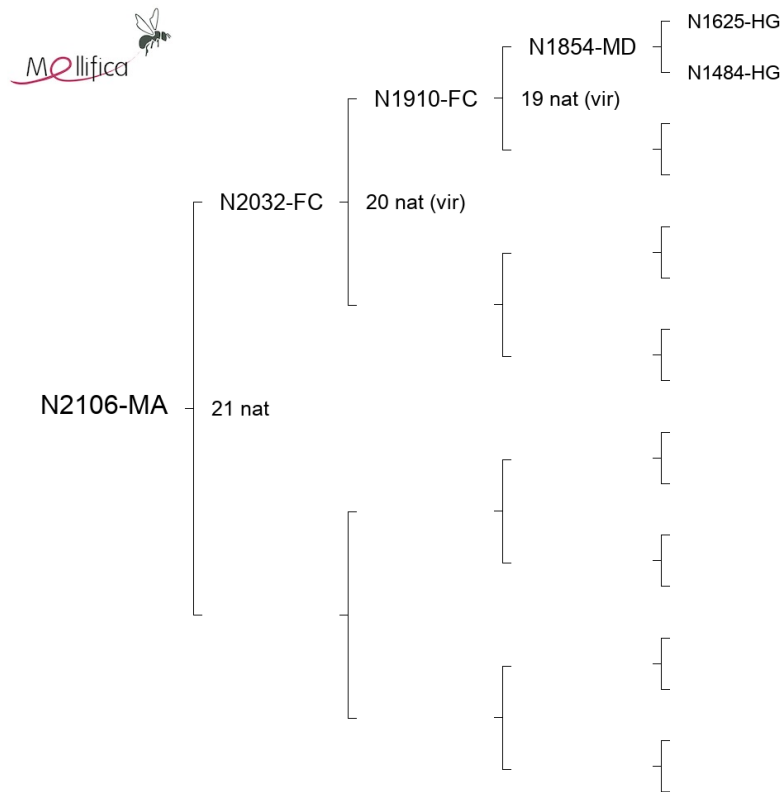 Mellifica
N1625-HG
N1854-MD
N1484-HG
N1910-FC
19 nat (vir)
N2032-FC
20 nat (vir)
N2106-MA
21 nat